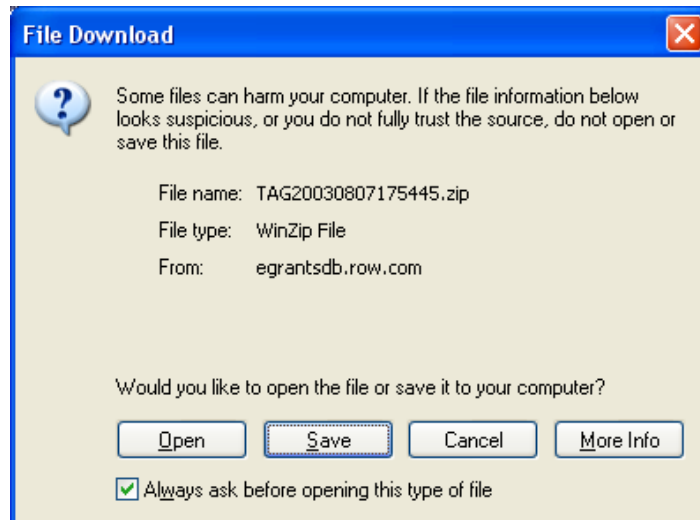 File Download
Some files can harm your computer. If the file information below
looks suspicious, or you do not fully trust the source, do not open or
save this file.
File name: TAG20030807175445.zip
File type: WinZip File
From: egrantsdb.row.com
Would you like to open the file or save it to your computer?
Open Save Cancel More Info
Always ask before opening this type of file